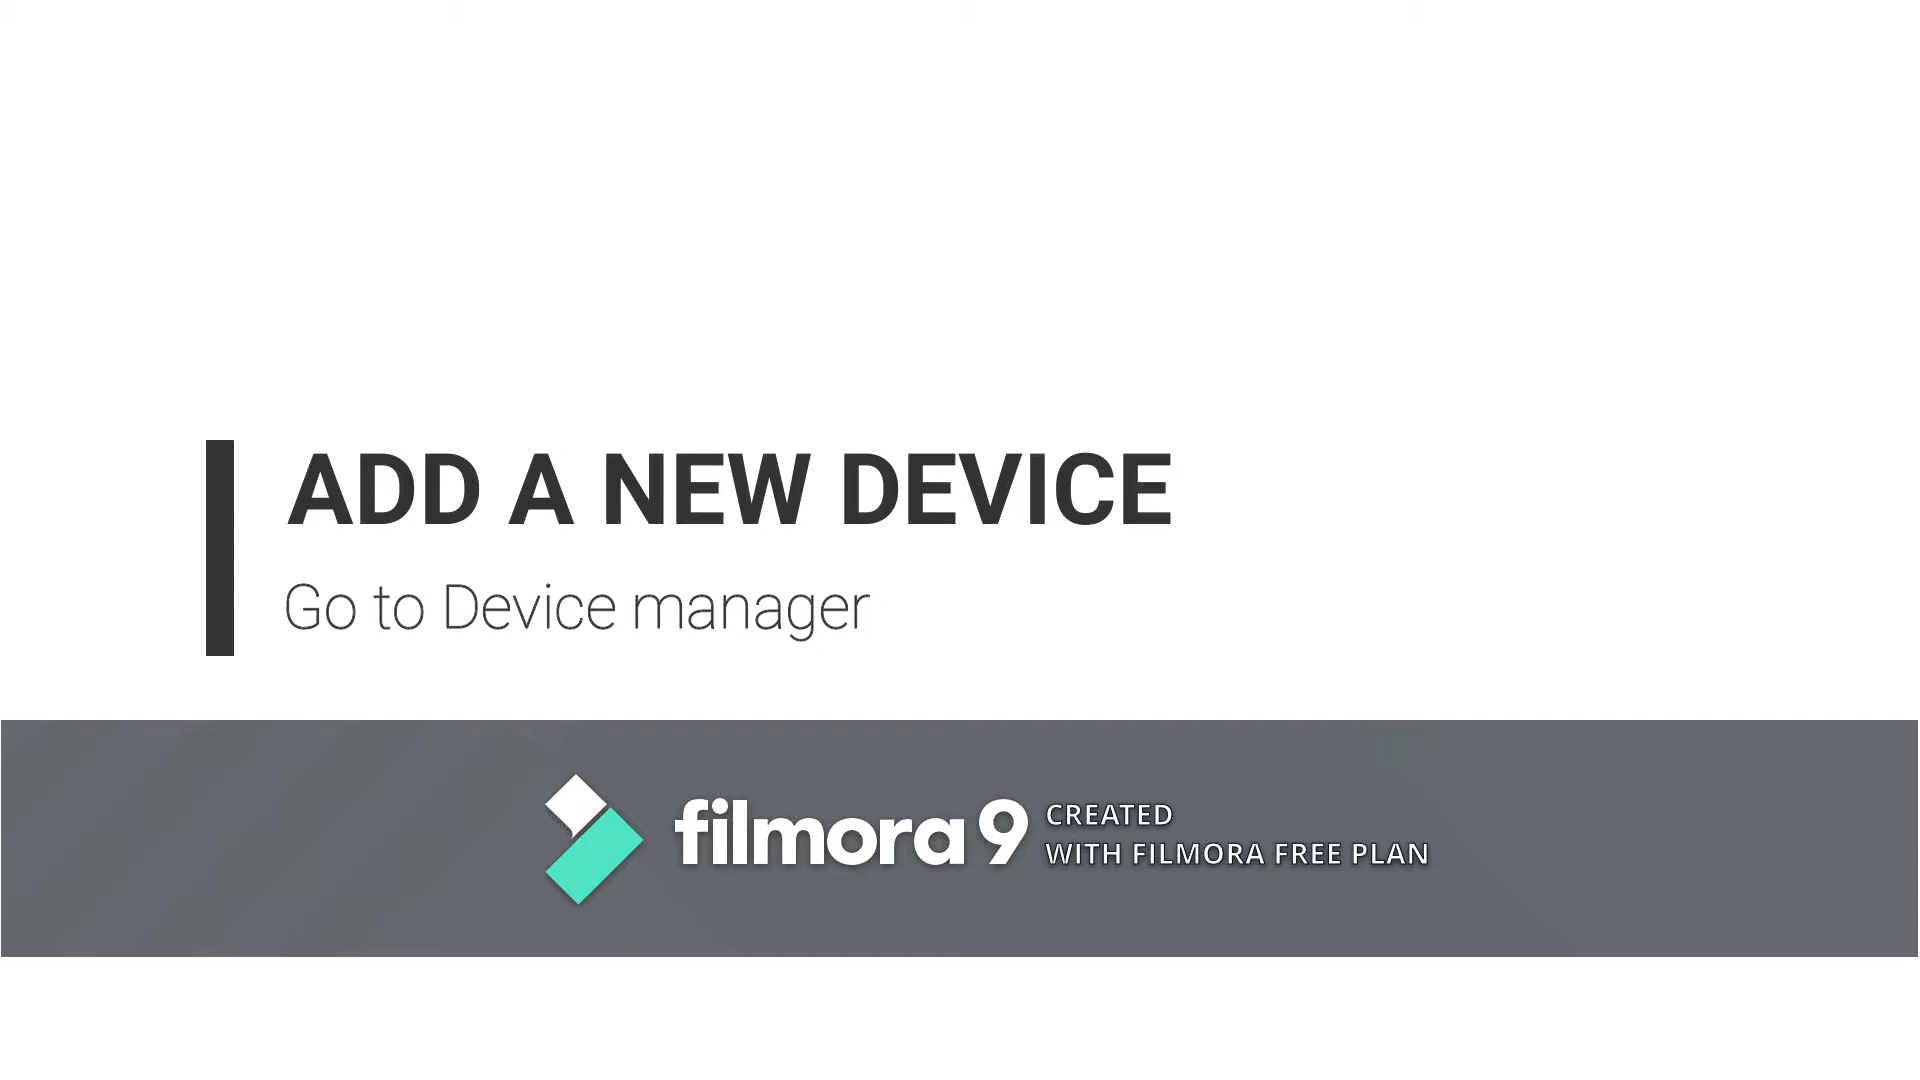 ADD A NEW DEVICE
Go to Device manager
filmora9
CREATED
WITH FILMORA FREE PLAN